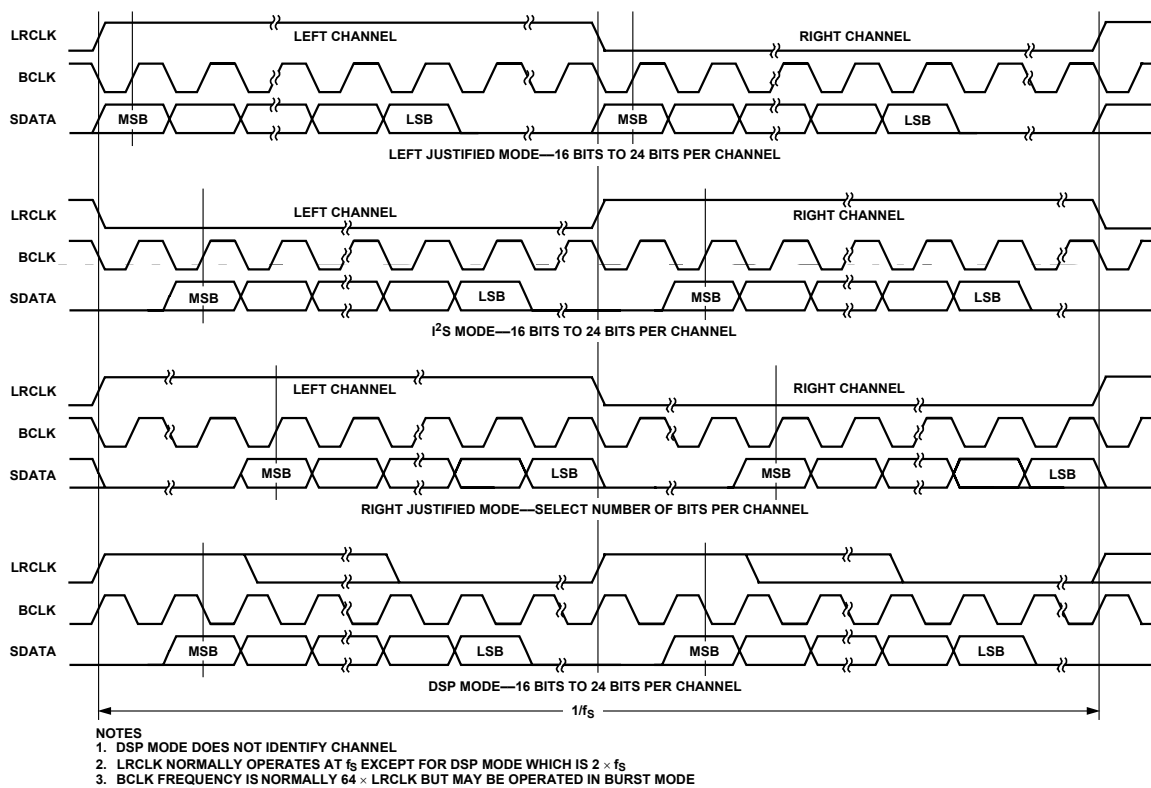 LRCLK LEFT CHANNEL RIGHT CHANNEL
BCLK
SDATA MSB LSB MSB LSB
LEFT JUSTIFIED MODE—16 BITS TO 24 BITS PER CHANNEL
LRCLK LEFT CHANNEL RIGHT CHANNEL
BCLK
SDATA MSB LSB MSB LSB
I²S MODE—16 BITS TO 24 BITS PER CHANNEL
LRCLK LEFT CHANNEL RIGHT CHANNEL
BCLK
SDATA MSB LSB MSB LSB
RIGHT JUSTIFIED MODE—SELECT NUMBER OF BITS PER CHANNEL
LRCLK
BCLK
SDATA MSB LSB MSB LSB
DSP MODE—16 BITS TO 24 BITS PER CHANNEL
1/fS
NOTES
1. DSP MODE DOES NOT IDENTIFY CHANNEL
2. LRCLK NORMALLY OPERATES AT fS EXCEPT FOR DSP MODE WHICH IS 2 × fS
3. BCLK FREQUENCY IS NORMALLY 64 × LRCLK BUT MAY BE OPERATED IN BURST MODE